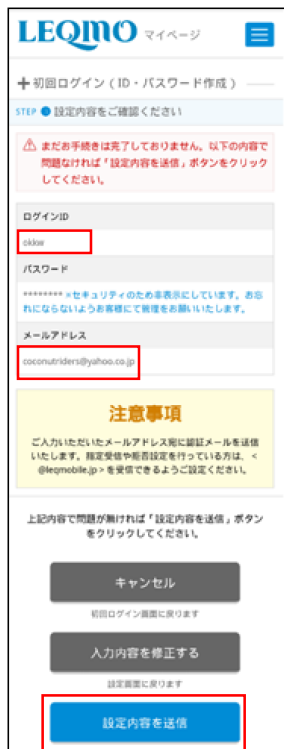 LEQMO マイページ
初回ログイン(ID・パスワード作成)
STEP 設定内容をご確認ください
まだお手続きは完了しておりません。以下の内容で
問題なければ「設定内容を送信」ボタンをクリック
してください。
ログインID
okkw
パスワード
******** ※セキュリティのため非表示にしています。お忘
れにならないようお客様にて管理をお願いいたします。
メールアドレス
coconutriders@yahoo.co.jp
注意事項
ご入力いただいたメールアドレス宛に認証メールを送信
いたします。指定受信や拒否設定を行っている方は、<
@leqmobile.jp>を受信できるようご設定ください。
上記内容で問題が無ければ「設定内容を送信」ボタン
をクリックしてください。
キャンセル
初回ログイン画面に戻ります
入力内容を修正する
設定画面に戻ります
設定内容を送信